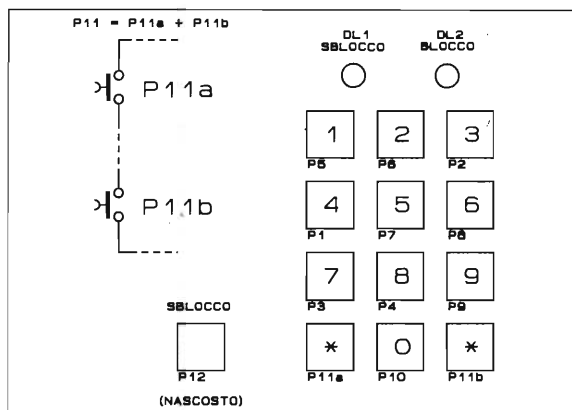 P11 = P11a + P11b
DL1 DL2
SBLOCCO BLOCCO
P11a
1 2 3
P5 P6 P2
P11b
4 5 6
P1 P7 P8
7 8 9
P3 P4 P9
SBLOCCO
* 0 *
P12 P11a P10 P11b
(NASCOSTO)